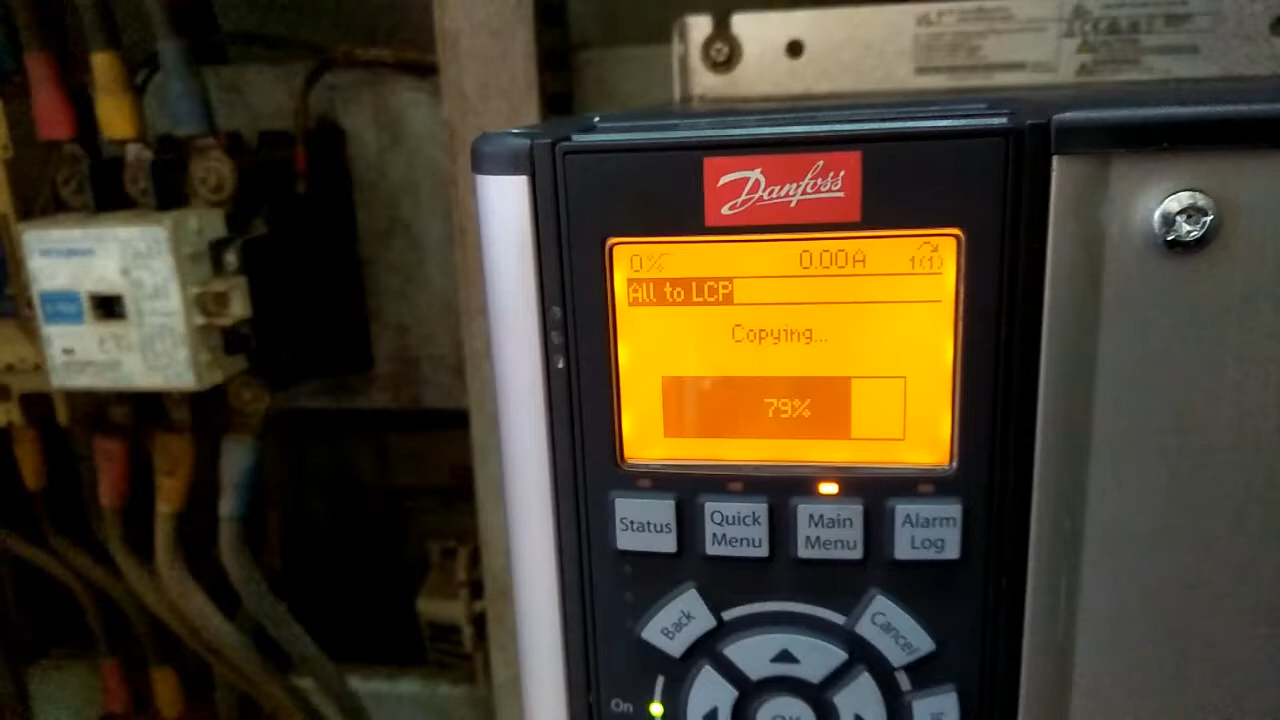 Danfoss
0% 0.00A 1(1)
All to LCP
Copying...
79%
Status
Quick Menu
Main Menu
Alarm Log
Back
Cancel
On
OK